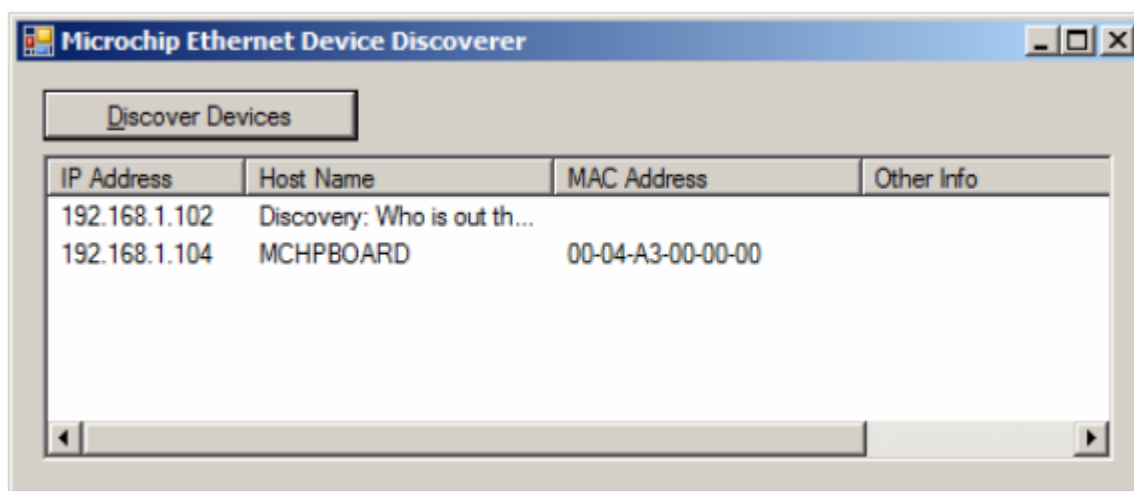 Microchip Ethernet Device Discoverer
Discover Devices
IP Address Host Name MAC Address Other Info
192.168.1.102 Discovery: Who is out th...
192.168.1.104 MCHPBOARD 00-04-A3-00-00-00